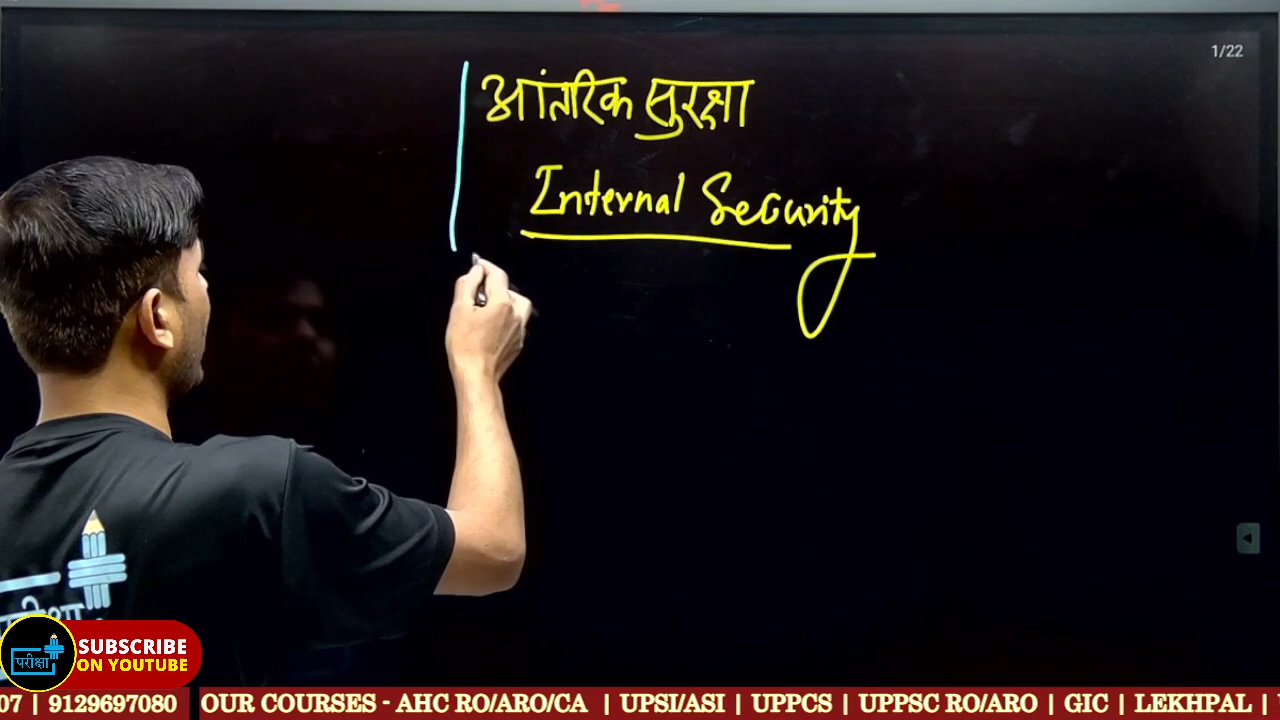 1/22
आंतरिक सुरक्षा
Internal Security
परीक्षा
SUBSCRIBE
ON YOUTUBE
07 | 9129697080 OUR COURSES - AHC RO/ARO/CA | UPSI/ASI | UPPCS | UPPSC RO/ARO | GIC | LEKHPAL |